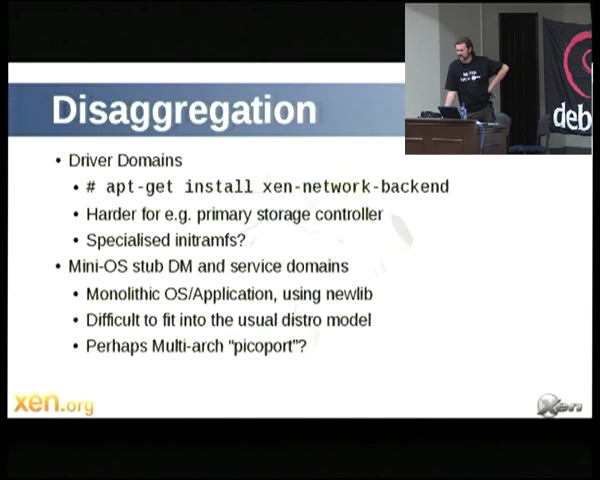 Disaggregation
• Driver Domains
• # apt-get install xen-network-backend
• Harder for e.g. primary storage controller
• Specialised initramfs?
• Mini-OS stub DM and service domains
• Monolithic OS/Application, using newlib
• Difficult to fit into the usual distro model
• Perhaps Multi-arch “picoport”?
xen.org
Xen
deb